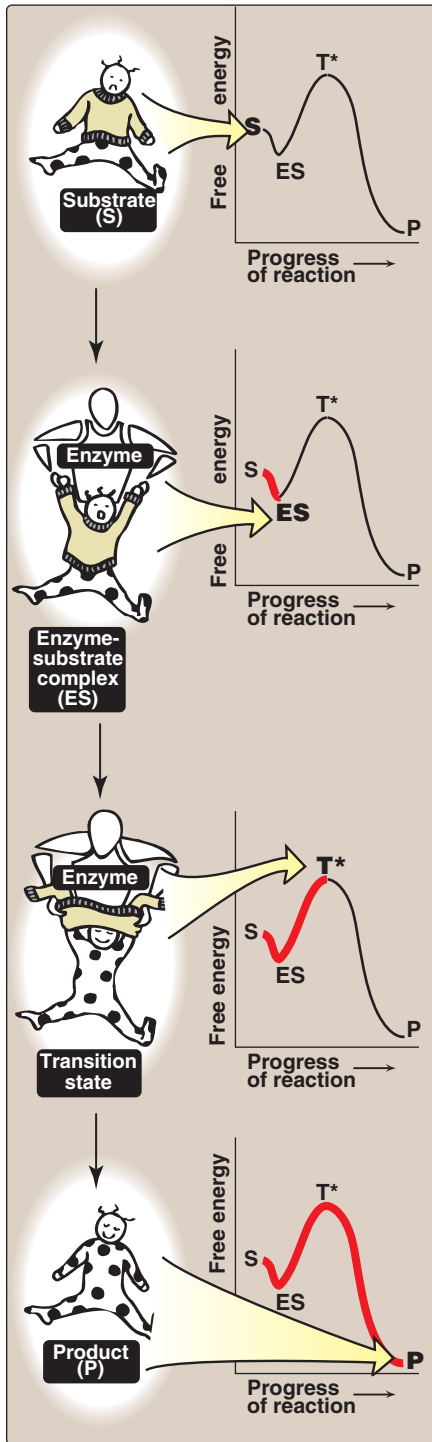 Substrate
(S)
Free energy
S
ES
T*
P
Progress
of reaction
Enzyme
Enzyme-
substrate
complex
(ES)
Free energy
S
ES
T*
P
Progress
of reaction
Enzyme
Transition
state
Free energy
S
ES
T*
P
Progress
of reaction
Product
(P)
Free energy
S
ES
T*
P
Progress
of reaction